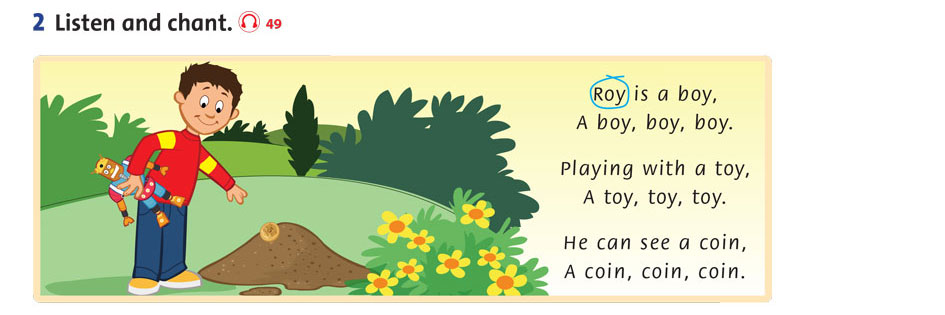 2 Listen and chant. 49
Roy is a boy,
A boy, boy, boy.
Playing with a toy,
A toy, toy, toy.
He can see a coin,
A coin, coin, coin.